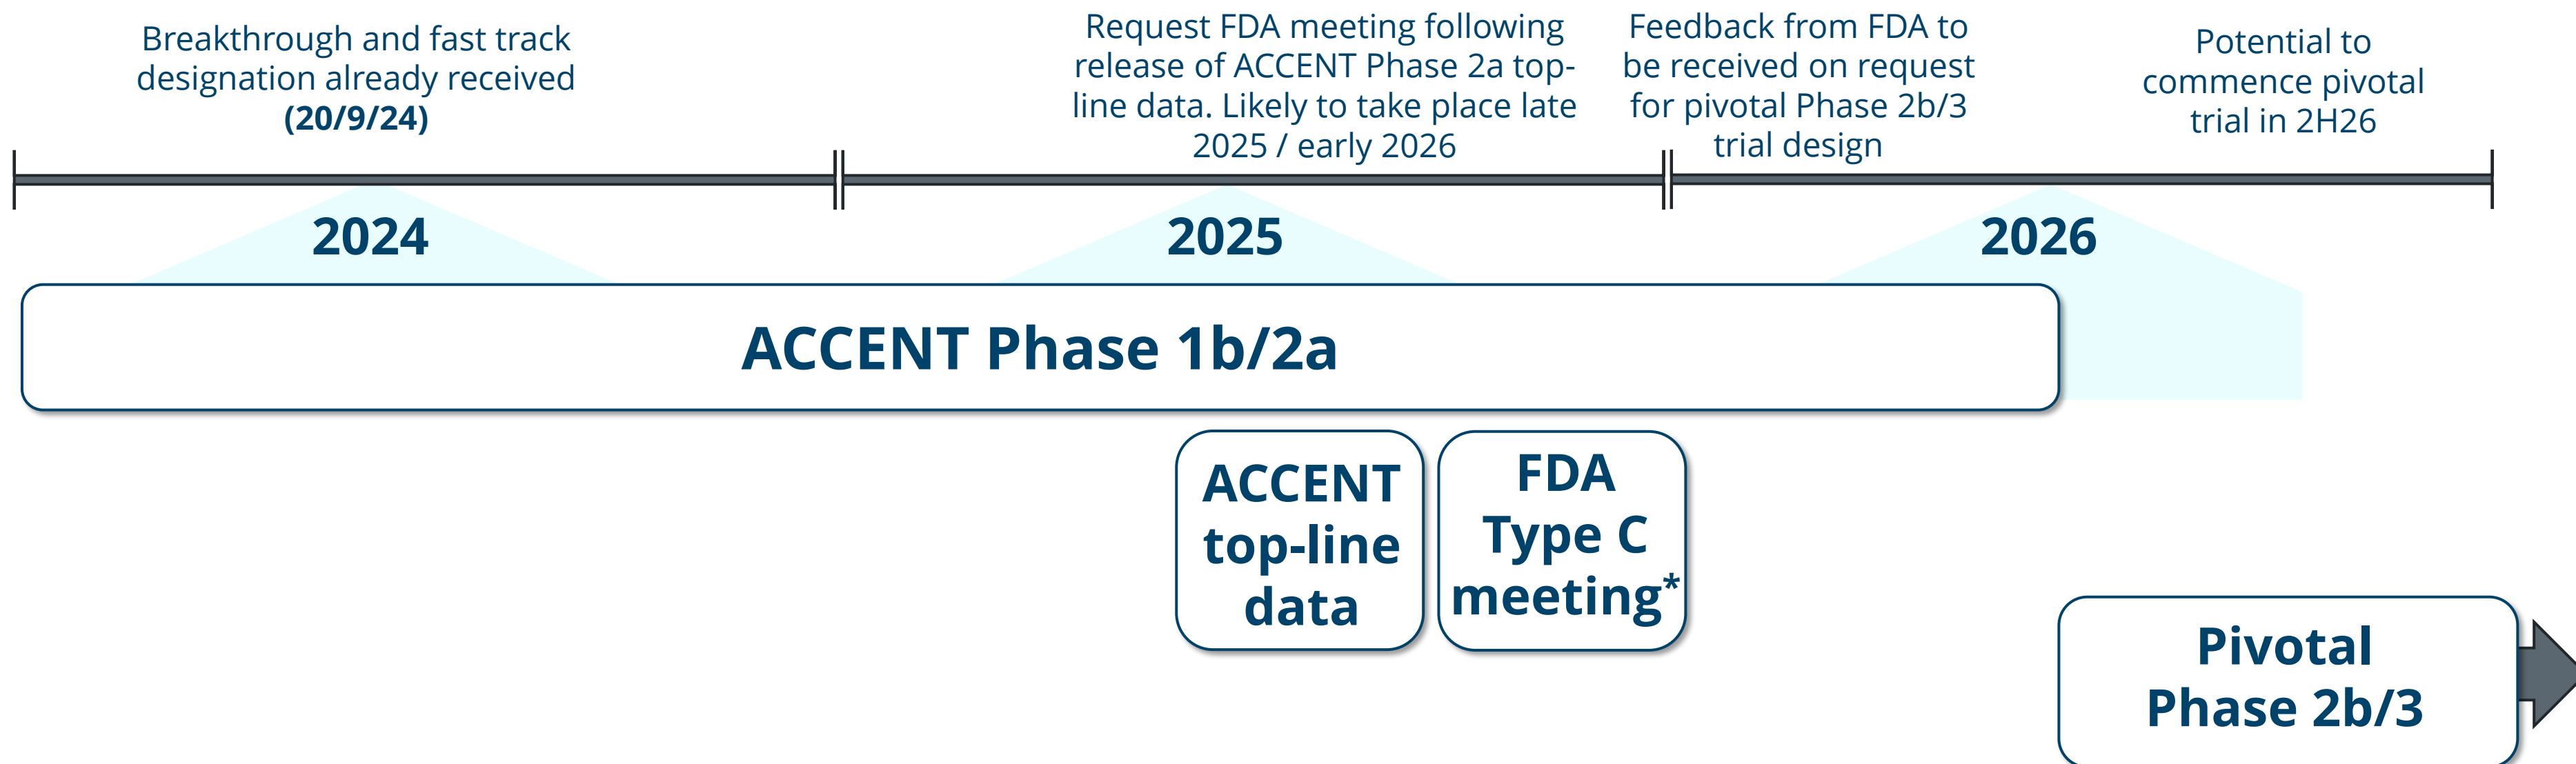 Breakthrough and fast track
designation already received
(20/9/24)
Request FDA meeting following
release of ACCENT Phase 2a top-
line data. Likely to take place late
2025 / early 2026
Feedback from FDA to
be received on request
for pivotal Phase 2b/3
trial design
Potential to
commence pivotal
trial in 2H26
2024
2025
2026
ACCENT Phase 1b/2a
ACCENT
top-line
data
FDA
Type C
meeting*
Pivotal
Phase 2b/3